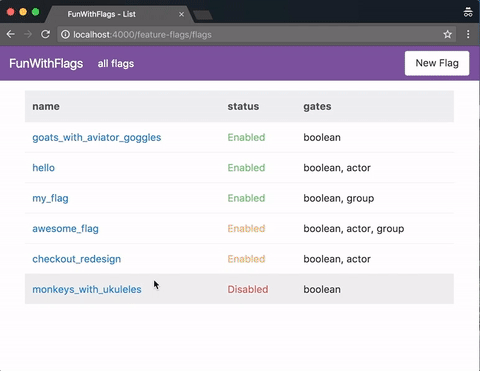 FunWithFlags - List
localhost:4000/feature-flags/flags
FunWithFlags all flags New Flag
name status gates
goats_with_aviator_goggles Enabled boolean
hello Enabled boolean, actor
my_flag Enabled boolean, group
awesome_flag Enabled boolean, actor, group
checkout_redesign Enabled boolean, actor
monkeys_with_ukuleles Disabled boolean